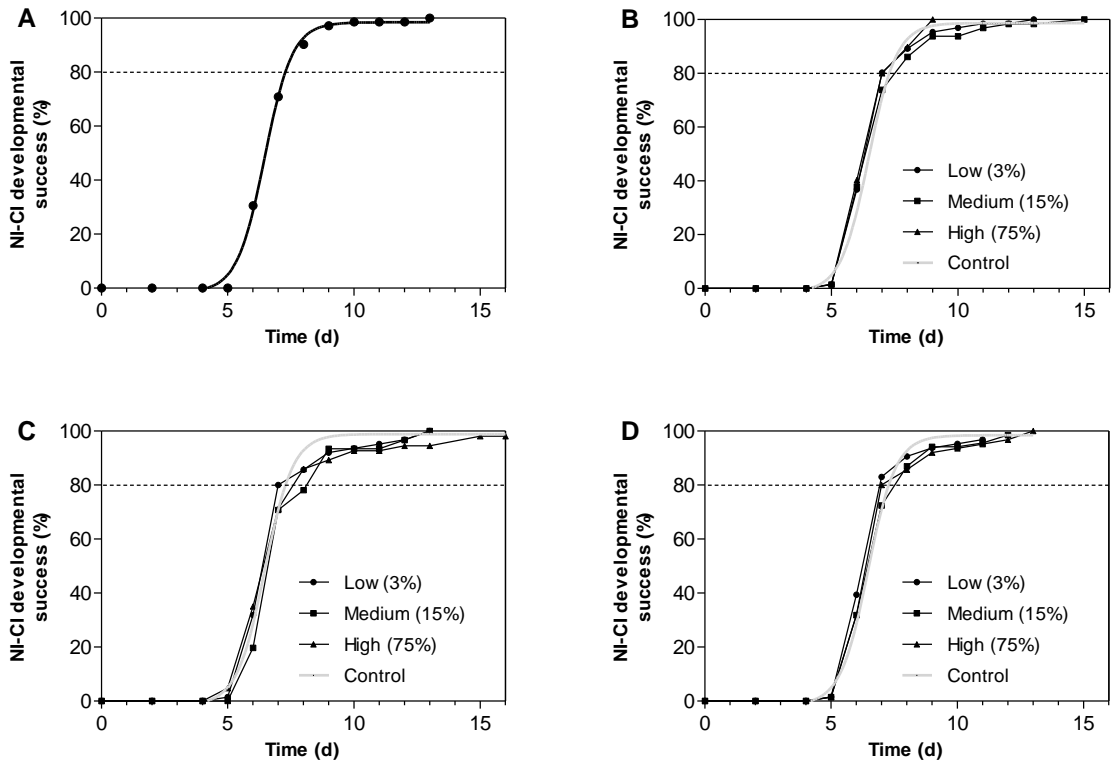 A
100
80
60
40
20
0
NI-CI developmental
success (%)
0 5 10 15
Time (d)
B
100
80
60
40
20
0
NI-CI developmental
success (%)
Low (3%)
Medium (15%)
High (75%)
Control
0 5 10 15
Time (d)
C
100
80
60
40
20
0
NI-CI developmental
success (%)
Low (3%)
Medium (15%)
High (75%)
Control
0 5 10 15
Time (d)
D
100
80
60
40
20
0
NI-CI developmental
success (%)
Low (3%)
Medium (15%)
High (75%)
Control
0 5 10 15
Time (d)